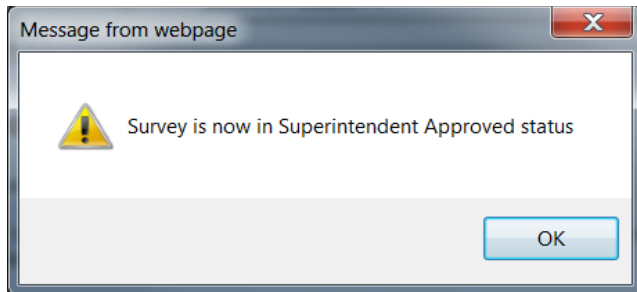 Message from webpage
Survey is now in Superintendent Approved status
OK